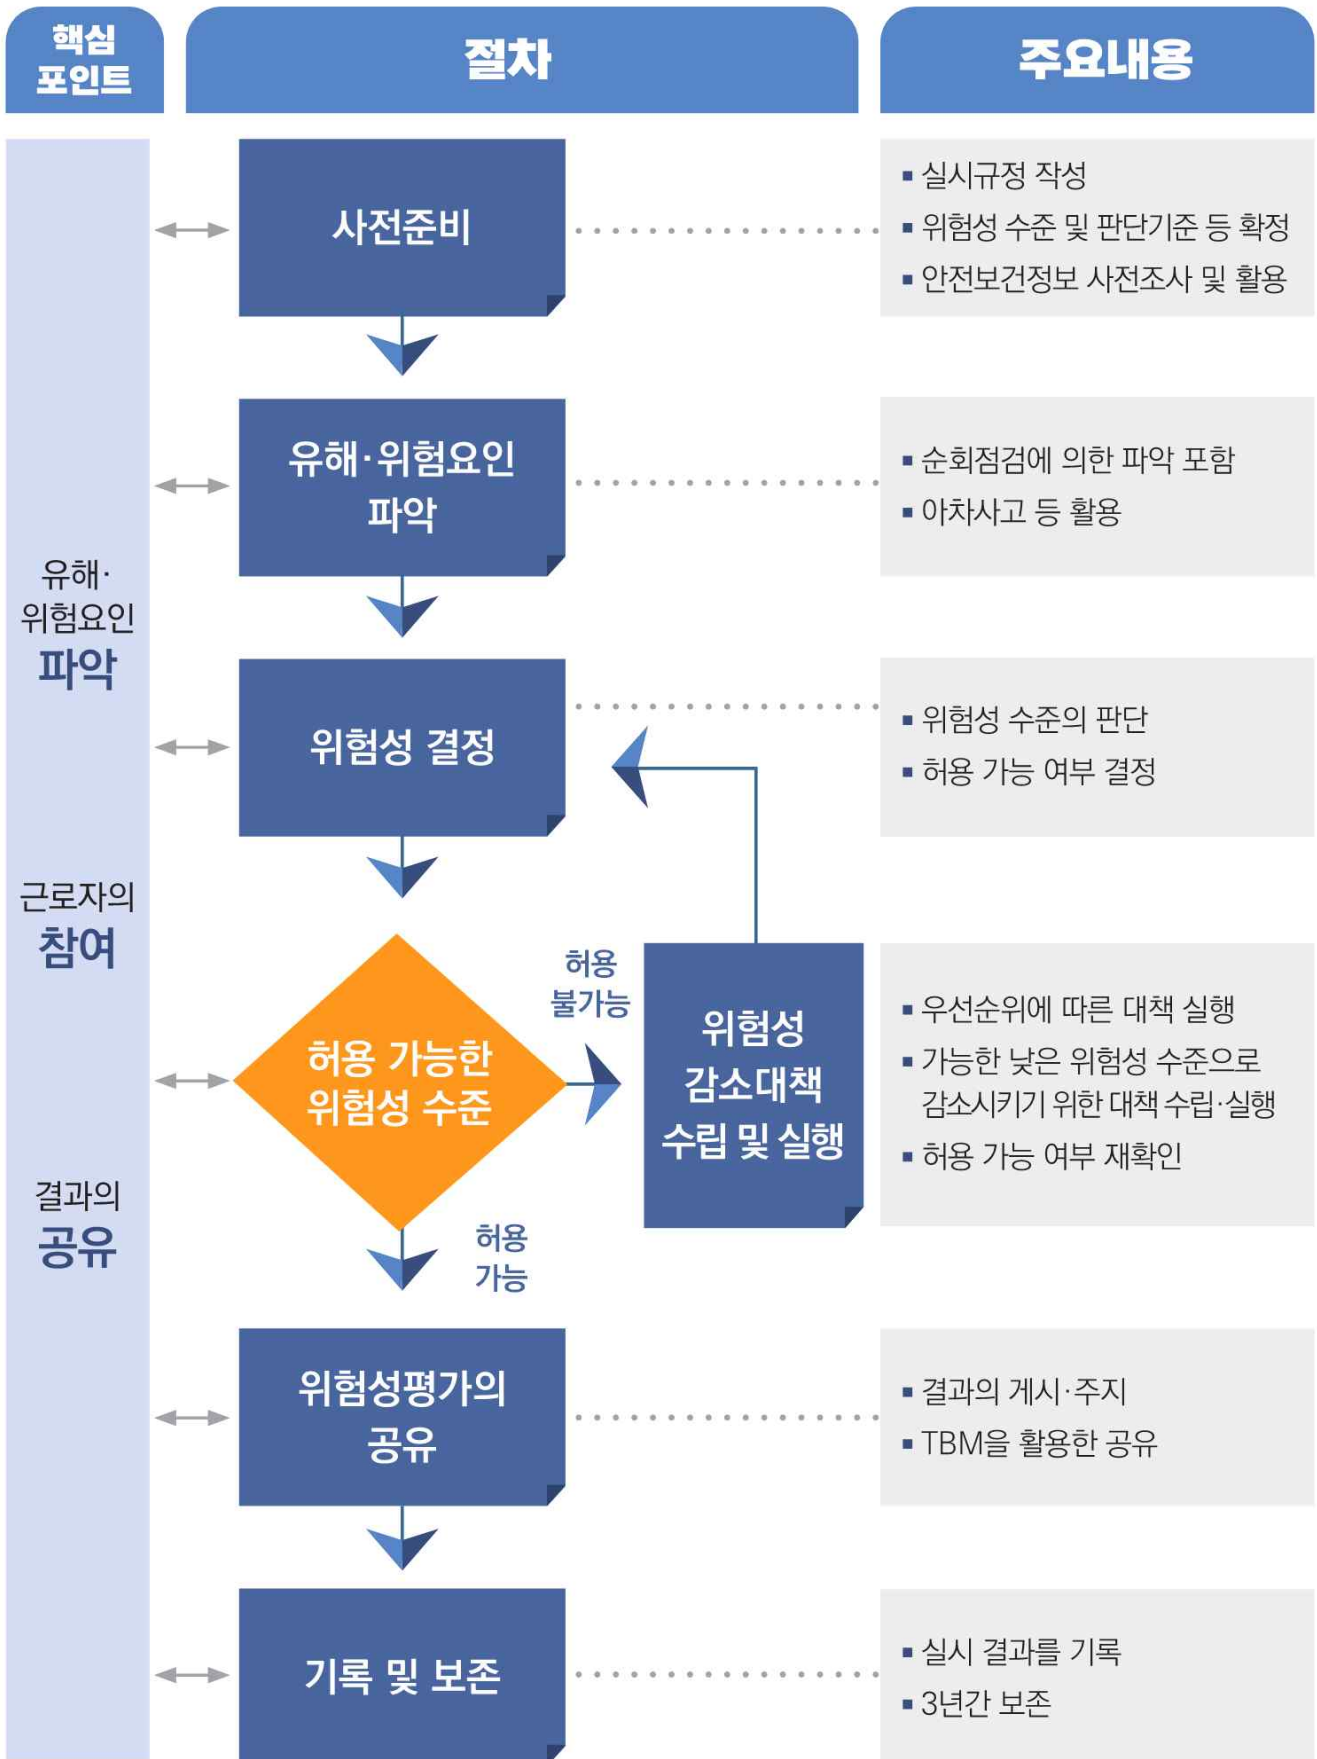 핵심
포인트
절차
주요내용
유해·
위험요인
파악
근로자의
참여
결과의
공유
사전준비
■ 실시규정 작성
■ 위험성 수준 및 판단기준 등 확정
■ 안전보건정보 사전조사 및 활용
유해·위험요인
파악
■ 순회점검에 의한 파악 포함
■ 아차사고 등 활용
위험성 결정
■ 위험성 수준의 판단
■ 허용 가능 여부 결정
허용 가능한
위험성 수준
허용
불가능
위험성
감소대책
수립 및 실행
■ 우선순위에 따른 대책 실행
■ 가능한 낮은 위험성 수준으로
감소시키기 위한 대책 수립·실행
■ 허용 가능 여부 재확인
허용
가능
위험성평가의
공유
■ 결과의 게시·주지
■ TBM을 활용한 공유
기록 및 보존
■ 실시 결과를 기록
■ 3년간 보존